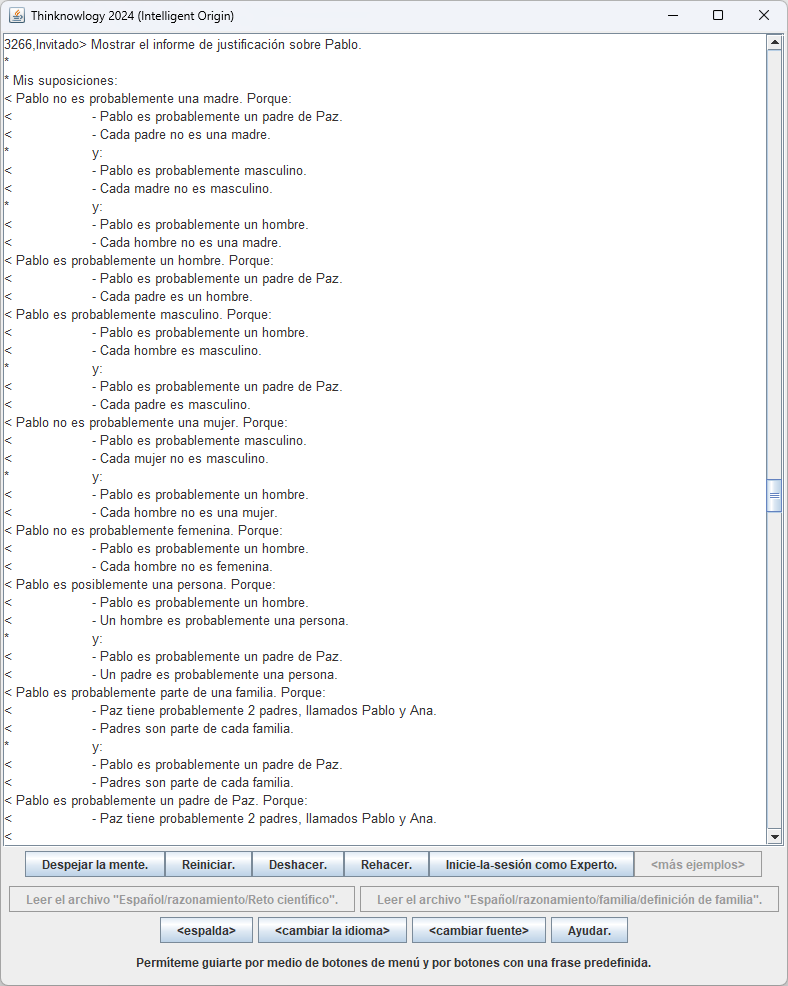 Thinknowlogy 2024 (Intelligent Origin)
3266,Invitado> Mostrar el informe de justificación sobre Pablo.
*
* Mis suposiciones:
< Pablo no es probablemente una madre. Porque:
< - Pablo es probablemente un padre de Paz.
< - Cada padre no es una madre.
* y:
< - Pablo es probablemente masculino.
< - Cada madre no es masculino.
* y:
< - Pablo es probablemente un hombre.
< - Cada hombre no es una madre.
< Pablo es probablemente un hombre. Porque:
< - Pablo es probablemente un padre de Paz.
< - Cada padre es un hombre.
< Pablo es probablemente masculino. Porque:
< - Pablo es probablemente un hombre.
< - Cada hombre es masculino.
* y:
< - Pablo es probablemente un padre de Paz.
< - Cada padre es masculino.
< Pablo no es probablemente una mujer. Porque:
< - Pablo es probablemente masculino.
< - Cada mujer no es masculino.
* y:
< - Pablo es probablemente un hombre.
< - Cada hombre no es una mujer.
< Pablo no es probablemente femenina. Porque:
< - Pablo es probablemente un hombre.
< - Cada hombre no es femenina.
< Pablo es posiblemente una persona. Porque:
< - Pablo es probablemente un hombre.
< - Un hombre es probablemente una persona.
* y:
< - Pablo es probablemente un padre de Paz.
< - Un padre es probablemente una persona.
< Pablo es probablemente parte de una familia. Porque:
< - Paz tiene probablemente 2 padres, llamados Pablo y Ana.
< - Padres son parte de cada familia.
* y:
< - Pablo es probablemente un padre de Paz.
< - Padres son parte de cada familia.
< Pablo es probablemente un padre de Paz. Porque:
< - Paz tiene probablemente 2 padres, llamados Pablo y Ana.
<
Despejar la mente. Reiniciar. Deshacer. Rehacer. Inicie-la-sesión como Experto. <más ejemplos>
Leer el archivo "Español/razonamiento/Reto científico". Leer el archivo "Español/razonamiento/familia/definición de familia".
<espalda> <cambiar la idioma> <cambiar fuente> Ayudar.
Permíteme guiarte por medio de botones de menú y por botones con una frase predefinida.